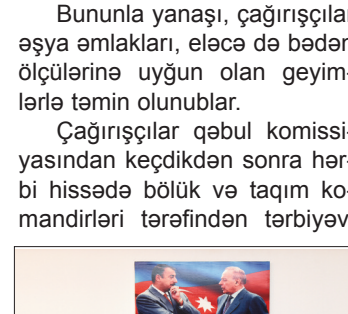 Bununla yanaşı, çağırışçılar
əşya əmlakları, eləcə də bədən
ölçülərinə uyğun olan geyim-
lərlə təmin olunublar.
Çağırışçılar qəbul komissi-
yasından keçdikdən sonra hər-
bi hissədə bölük və taqım ko-
mandirləri tərəfindən tərbiyəv